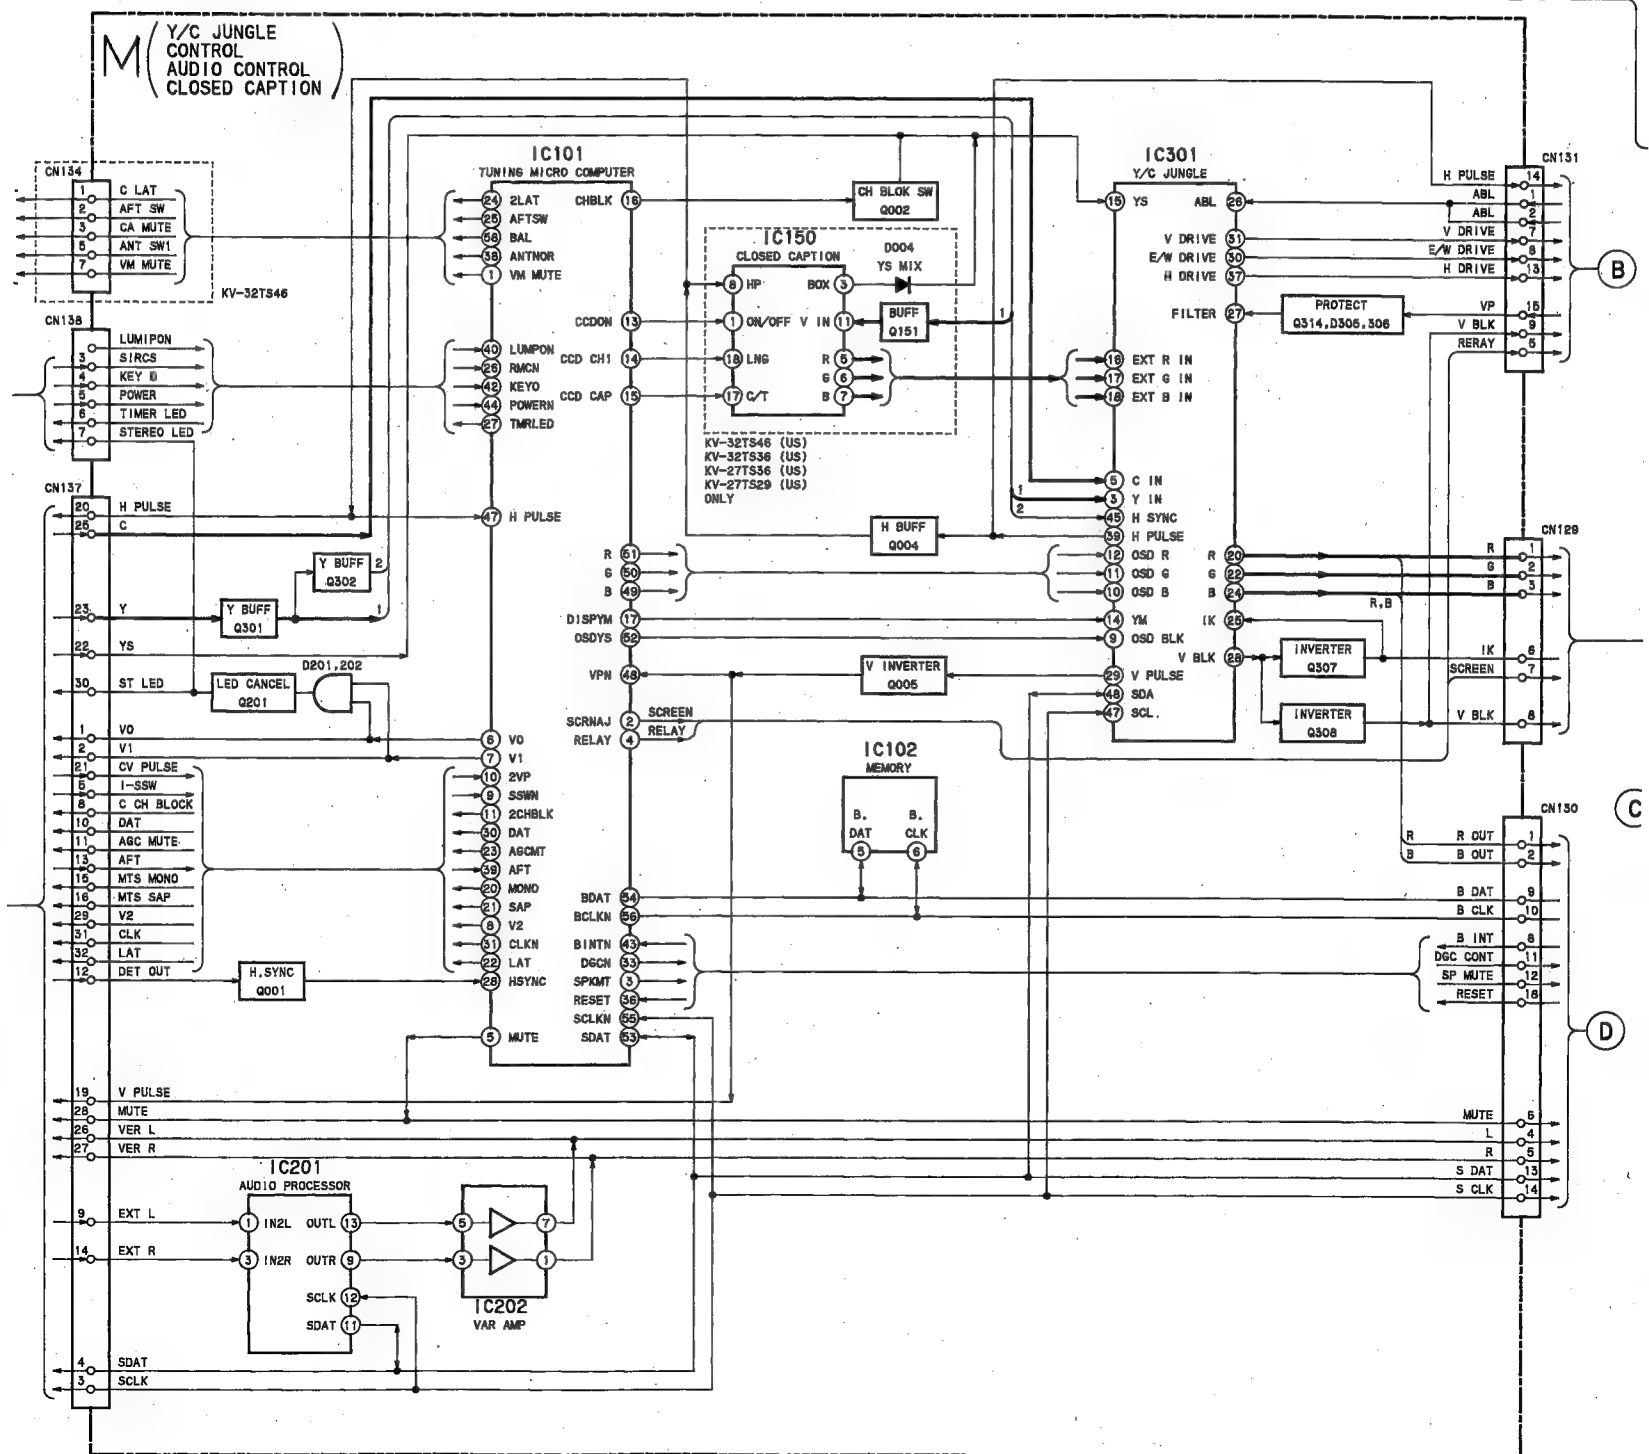 M
Y/C JUNGLE
CONTROL
AUDIO CONTROL
CLOSED CAPTION
CN134
1 C LAT
2 AFT SW
3 CA MUTE
5 ANT SW1
7 VM MUTE
KV-32TS46
CN138
LUMIPON
3 SIRCS
4 KEY
5 POWER
6 TIMER LED
7 STEREO LED
CN137
20 H PULSE
25 C
23 Y
22 YS
30 ST LED
1 V0
2 V1
21 CV PULSE
5 I-SSW
8 C CH BLOCK
10 DAT
11 AGC MUTE
13 AFT
15 MTS MONO
16 MTS SAP
29 V2
31 CLK
32 LAT
12 DET OUT
19 V PULSE
28 MUTE
26 VER L
27 VER R
9 EXT L
14 EXT R
4 SDAT
3 SCLK
Y BUFF
Q302
2
Y BUFF
Q301
1
D201,202
LED CANCEL
Q201
H.SYNC
Q001
IC101
TUNING MICRO COMPUTER
24 2LAT
25 AFTSW
58 BAL
38 ANTNOR
1 VM MUTE
40 LUMPON
26 RMCN
42 KEYO
44 POWERN
27 TMRLED
47 H PULSE
6 V0
7 V1
10 2VP
9 SSWN
11 2CHBLK
30 DAT
23 AGCMT
39 AFT
20 MONO
21 SAP
8 V2
31 CLKN
22 LAT
28 HSYNC
5 MUTE
CHBLK 16
CCDON 13
CCD CH1 14
CCD CAP 15
R 51
G 50
B 49
DISPYM 17
OSDYS 52
VPN 48
SCRNAJ 2 SCREEN
RELAY 4 RELAY
BDAT 54
BCLKN 56
BINTN 43
DGCN 33
SPKMT 3
RESET 36
SCLKN 55
SDAT 53
CH BLOK SW
Q002
IC150
CLOSED CAPTION
8 HP
1 ON/OFF
18 LNG
17 C/T
BOX 3
V IN 11
R 5
G 6
B 7
D004
YS MIX
BUFF
Q151
1
KV-32TS46 (US)
KV-32TS36 (US)
KV-27TS36 (US)
KV-27TS29 (US)
ONLY
H BUFF
Q004
V INVERTER
Q005
IC102
MEMORY
B. DAT
B. CLK
5 6
IC301
Y/C JUNGLE
15 YS
16 EXT R IN
17 EXT G IN
18 EXT B IN
5 C IN
1
3 Y IN
2
45 H SYNC
39 H PULSE
12 OSD R
11 OSD G
10 OSD B
14 YM
9 OSD BLK
29 V PULSE
48 SDA
47 SCL.
ABL 26
V DRIVE 31
E/W DRIVE 30
H DRIVE 37
FILTER 27
R 20
G 22
B 24
IK 25
V BLK 28
PROTECT
Q314,D305,306
INVERTER
Q307
INVERTER
Q308
R,B
CN131
H PULSE 14
ABL 1
ABL 2
V DRIVE 7
E/W DRIVE 8
H DRIVE 13
VP 15
V BLK 9
RERAY 5
B
CN129
R 1
G 2
B 3
IK 6
SCREEN 7
V BLK 8
CN130
C
R R OUT 1
B B OUT 2
B DAT 9
B CLK 10
B INT 8
DGC CONT 11
SP MUTE 12
RESET 18
D
MUTE 6
L 4
R 5
S DAT 13
S CLK 14
IC201
AUDIO PROCESSOR
1 IN2L OUTL 13
3 IN2R OUTR 9
SCLK 12
SDAT 11
5 7
3 1
IC202
VAR AMP